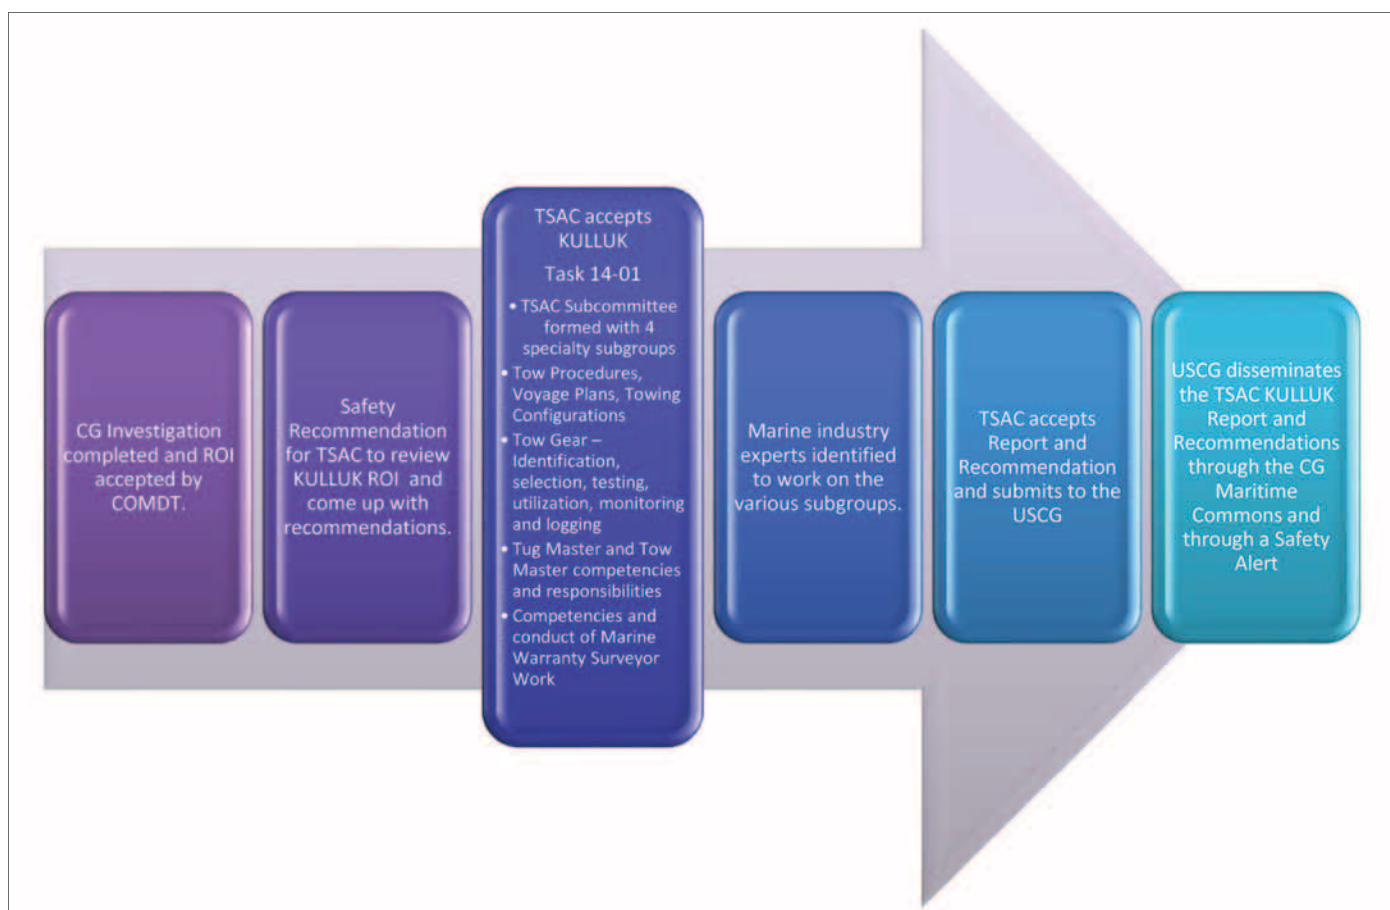 CG Investigation
completed and ROI
accepted by
COMDT.
Safety
Recommendation
for TSAC to review
KULLUK ROI and
come up with
recommendations.
TSAC accepts
KULLUK
Task 14-01
• TSAC Subcommittee
formed with 4
specialty subgroups
• Tow Procedures,
Voyage Plans, Towing
Configurations
• Tow Gear –
Identification,
selection, testing,
utilization, monitoring
and logging
• Tug Master and Tow
Master competencies
and responsibilities
• Competencies and
conduct of Marine
Warranty Surveyor
Work
Marine industry
experts identified
to work on the
various subgroups.
TSAC accepts
Report and
Recommendation
and submits to the
USCG
USCG disseminates
the TSAC KULLUK
Report and
Recommendations
through the CG
Maritime
Commons and
through a Safety
Alert